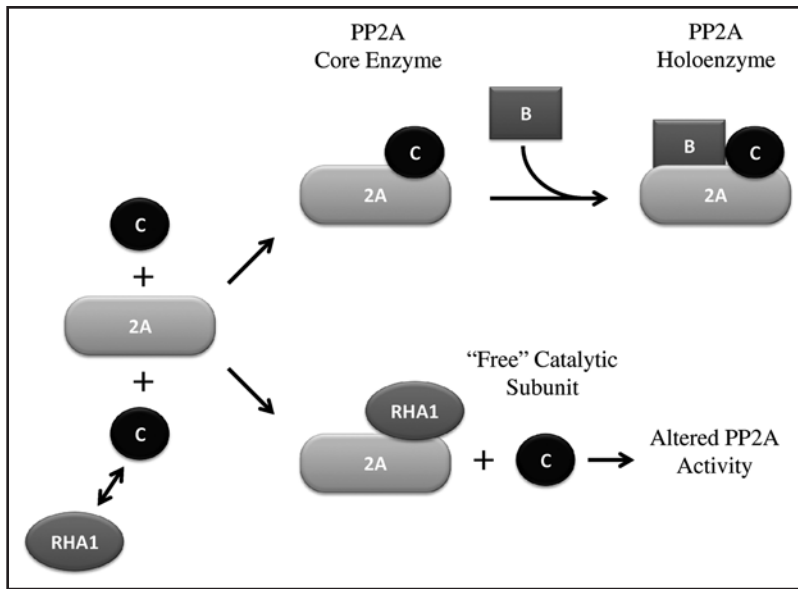 PP2A
Core Enzyme
PP2A
Holoenzyme
B
C
2A
B
C
2A
C
+
2A
+
C
RHA1
"Free" Catalytic
Subunit
RHA1
2A
+
C
Altered PP2A
Activity